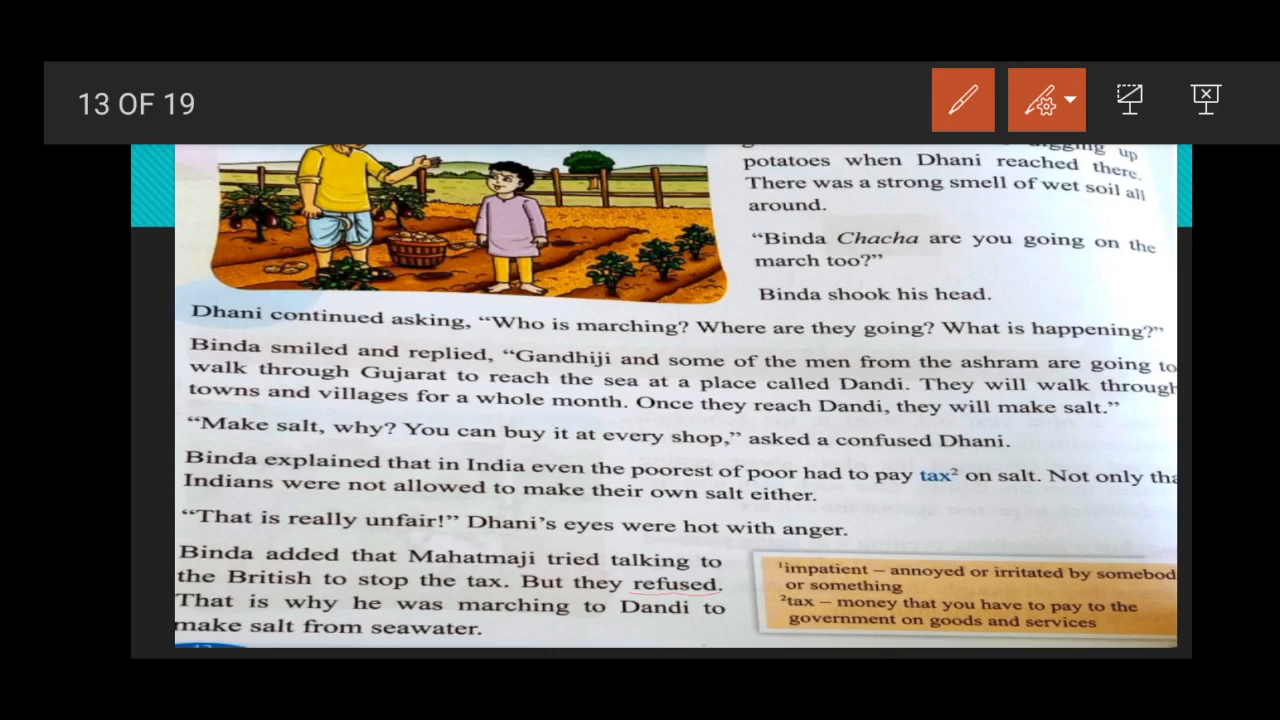 13 OF 19
digging up
potatoes when Dhani reached there.
There was a strong smell of wet soil all
around.
“Binda Chacha are you going on the
march too?”
Binda shook his head.
Dhani continued asking, “Who is marching? Where are they going? What is happening?”
Binda smiled and replied, “Gandhiji and some of the men from the ashram are going to
walk through Gujarat to reach the sea at a place called Dandi. They will walk through
towns and villages for a whole month. Once they reach Dandi, they will make salt.”
“Make salt, why? You can buy it at every shop,” asked a confused Dhani.
Binda explained that in India even the poorest of poor had to pay tax² on salt. Not only tha
Indians were not allowed to make their own salt either.
“That is really unfair!” Dhani’s eyes were hot with anger.
Binda added that Mahatmaji tried talking to
the British to stop the tax. But they refused.
That is why he was marching to Dandi to
make salt from seawater.
¹impatient – annoyed or irritated by somebod
or something
²tax – money that you have to pay to the
government on goods and services